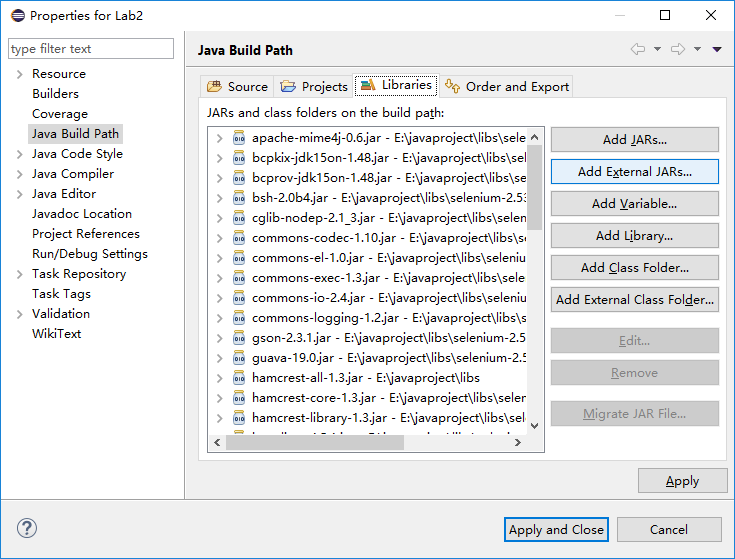 Properties for Lab2
type filter text
Resource
Builders
Coverage
Java Build Path
Java Code Style
Java Compiler
Java Editor
Javadoc Location
Project References
Run/Debug Settings
Task Repository
Task Tags
Validation
WikiText
Java Build Path
Source
Projects
Libraries
Order and Export
JARs and class folders on the build path:
apache-mime4j-0.6.jar - E:\javaproject\libs\selen
bcpkix-jdk15on-1.48.jar - E:\javaproject\libs\sele
bcprov-jdk15on-1.48.jar - E:\javaproject\libs\sele
bsh-2.0b4.jar - E:\javaproject\libs\selenium-2.53
cglib-nodep-2.1_3.jar - E:\javaproject\libs\selen
commons-codec-1.10.jar - E:\javaproject\libs\sel
commons-el-1.0.jar - E:\javaproject\libs\selenium
commons-exec-1.3.jar - E:\javaproject\libs\selen
commons-io-2.4.jar - E:\javaproject\libs\seleniu
commons-logging-1.2.jar - E:\javaproject\libs\se
gson-2.3.1.jar - E:\javaproject\libs\selenium-2.5
guava-19.0.jar - E:\javaproject\libs\selenium-2.5
hamcrest-all-1.3.jar - E:\javaproject\libs
hamcrest-core-1.3.jar - E:\javaproject\libs\selen
hamcrest-library-1.3.jar - E:\javaproject\libs\sel
Add JARs...
Add External JARs...
Add Variable...
Add Library...
Add Class Folder...
Add External Class Folder...
Edit...
Remove
Migrate JAR File...
Apply
Apply and Close
Cancel